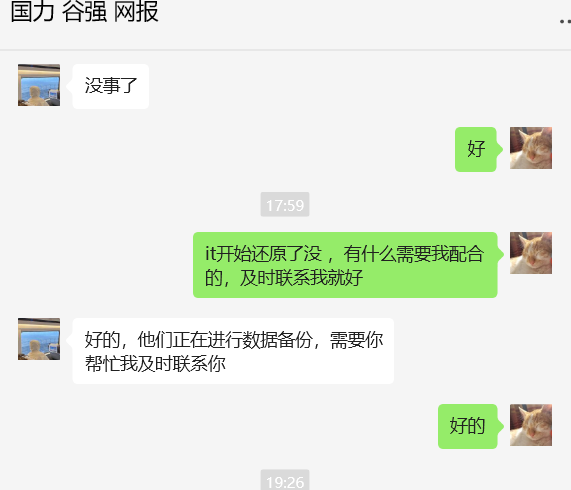 国力 谷强 网报
没事了
好
17:59
it开始还原了没 ，有什么需要我配合
的，及时联系我就好
好的，他们正在进行数据备份，需要你
帮忙我及时联系你
好的
19:26